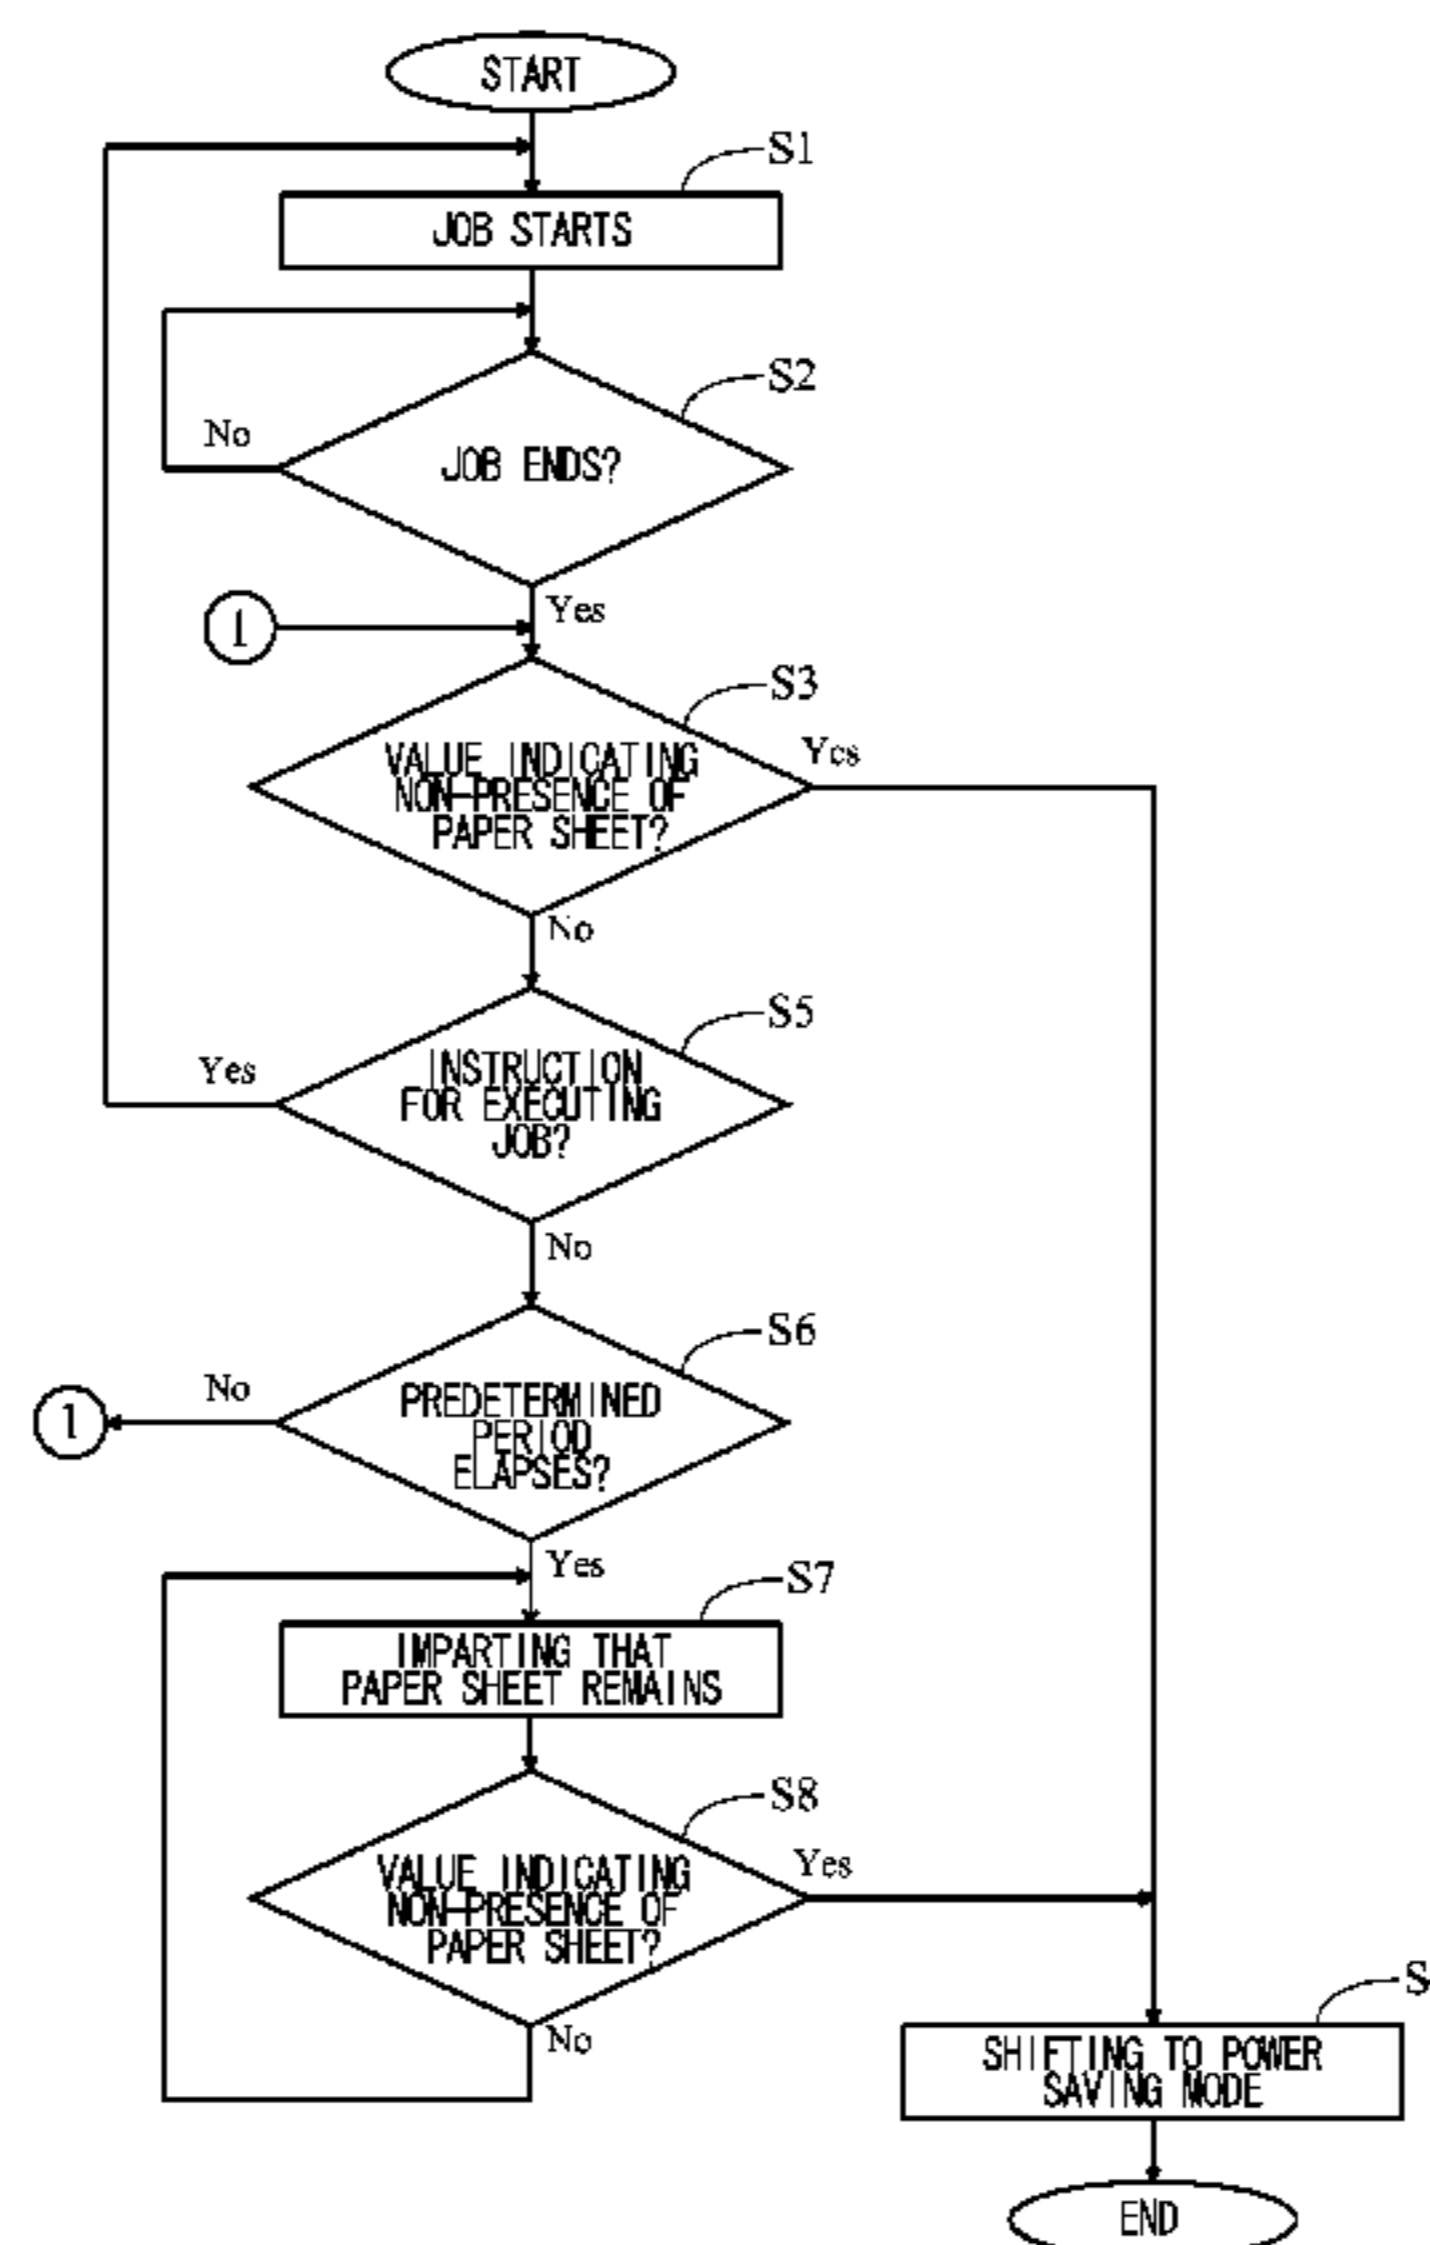 START
S1
JOB STARTS
S2
No
JOB ENDS?
Yes
1
S3
VALUE INDICATING
NON-PRESENCE OF
PAPER SHEET?
Yes
No
S5
Yes
INSTRUCTION
FOR EXECUTING
JOB?
No
S6
No
PREDETERMINED
PERIOD
ELAPSES?
1
Yes
S7
IMPARTING THAT
PAPER SHEET REMAINS
S8
VALUE INDICATING
NON-PRESENCE OF
PAPER SHEET?
Yes
No
S
SHIFTING TO POWER
SAVING MODE
END